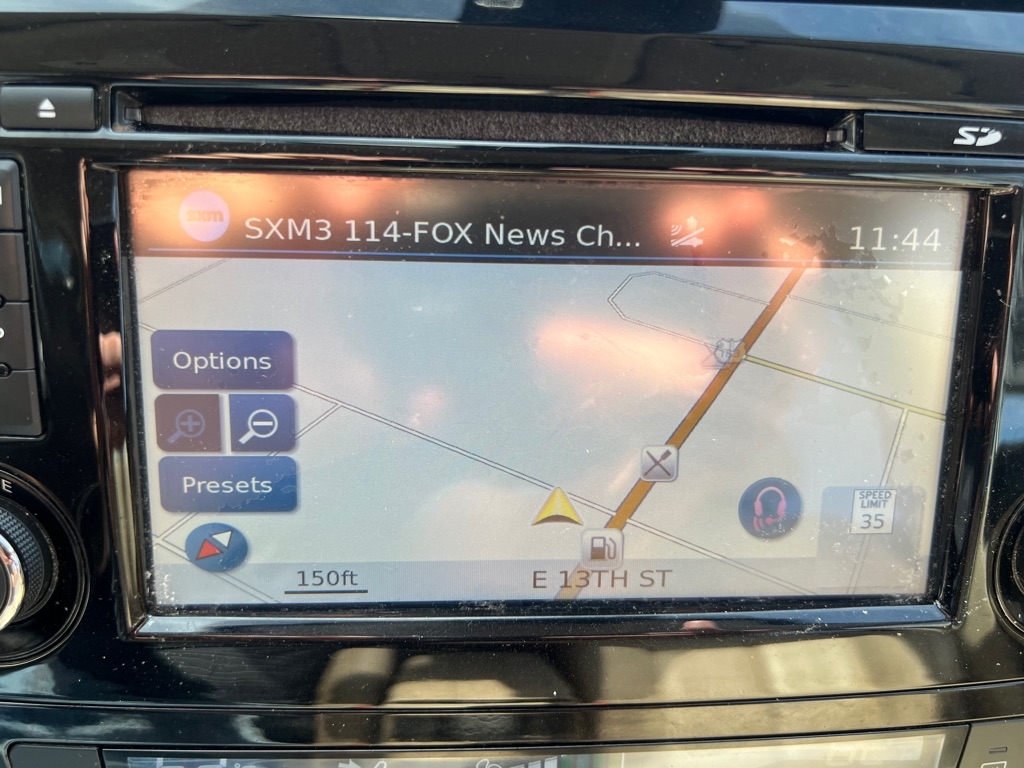 SD
sxm
SXM3 114-FOX News Ch...
11:44
Options
Presets
SPEED
LIMIT
35
150ft
E 13TH ST